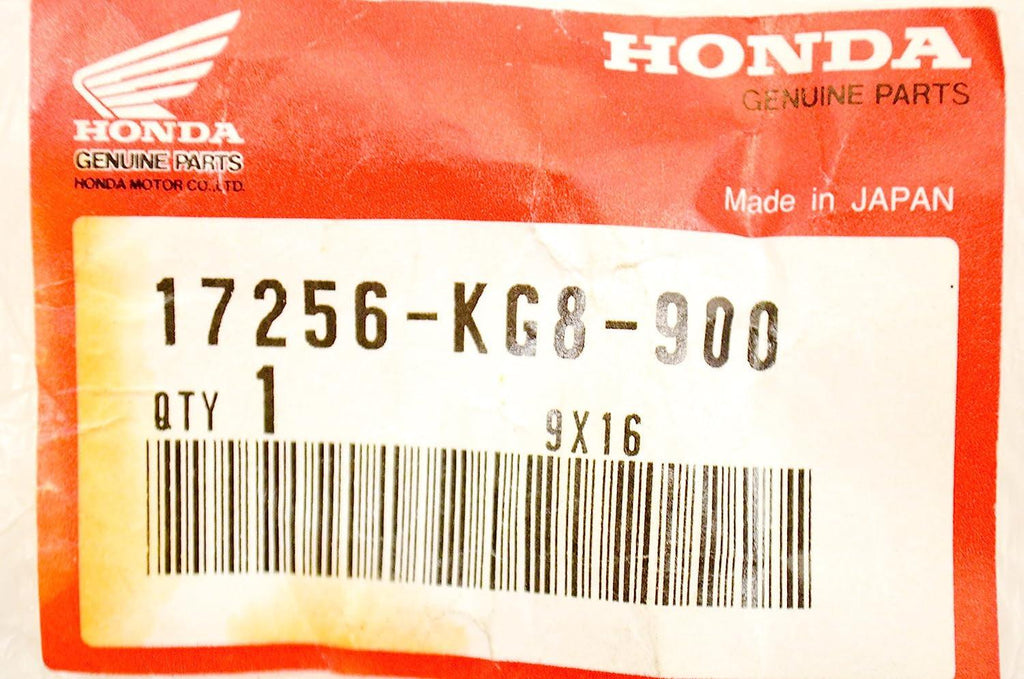 HONDA
GENUINE PARTS
HONDA MOTOR CO.,LTD.
HONDA
GENUINE PARTS
Made in JAPAN
17256-KG8-900
QTY 1 9X16